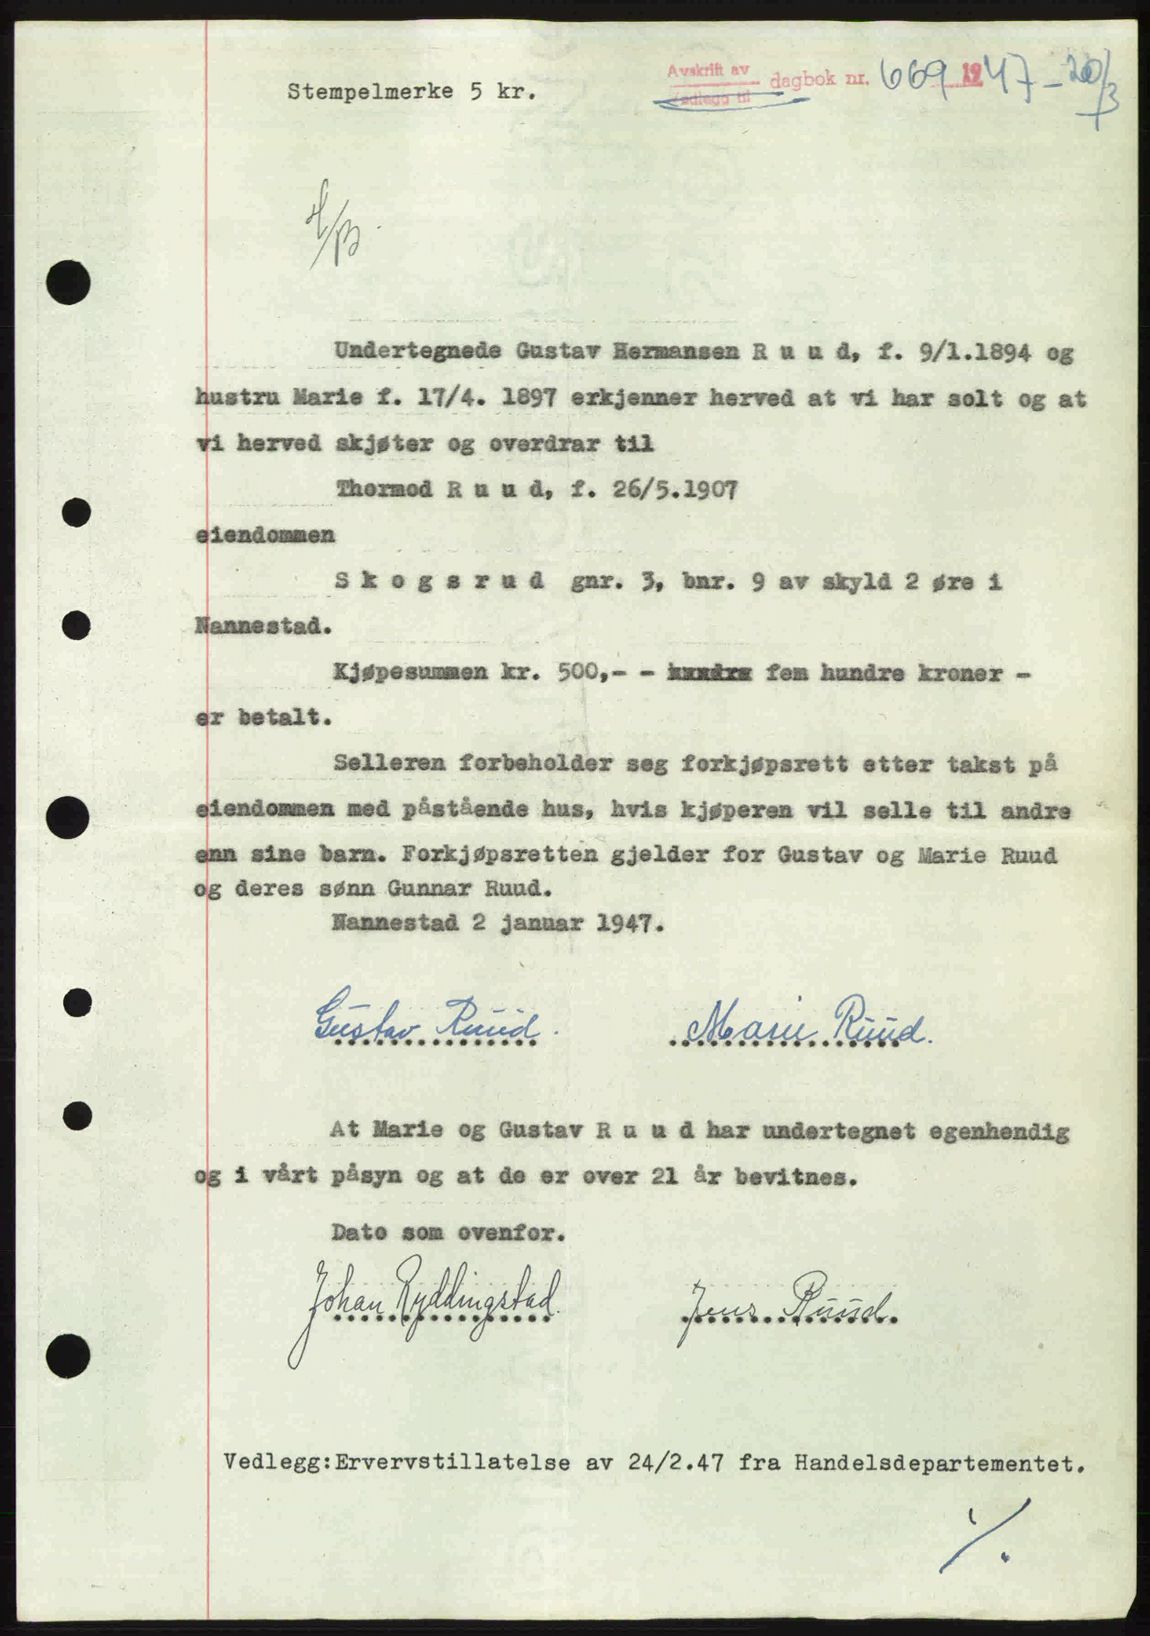 Avskrift av
Vedlegg til dagbok nr. 669 1947 - 20/3
Stempelmerke 5 kr.
Undertegnede Gustav Hermansen R u u d, f. 9/1.1894 og
hustru Marie f. 17/4. 1897 erkjenner herved at vi har solt og at
vi herved skjøter og overdrar til
Thormod R u u d, f. 26/5.1907
eiendommen
S k o g s r u d gnr. 3, bnr. 9 av skyld 2 øre i
Nannestad.
Kjøpesummen kr. 500,- - fem hundre kroner -
er betalt.
Selleren forbeholder seg forkjøpsrett etter takst på
eiendommen med påstående hus, hvis kjøperen vil selle til andre
enn sine barn. Forkjøpsretten gjelder for Gustav og Marie Ruud
og deres sønn Gunnar Ruud.
Nannestad 2 januar 1947.
Gustav Ruud. Marie Ruud.
At Marie og Gustav R u u d har undertegnet egenhendig
og i vårt påsyn og at de er over 21 år bevitnes.
Dato som ovenfor.
Johan Ryddingstad. Jens Ruud.
Vedlegg:Ervervstillatelse av 24/2.47 fra Handelsdepartementet.